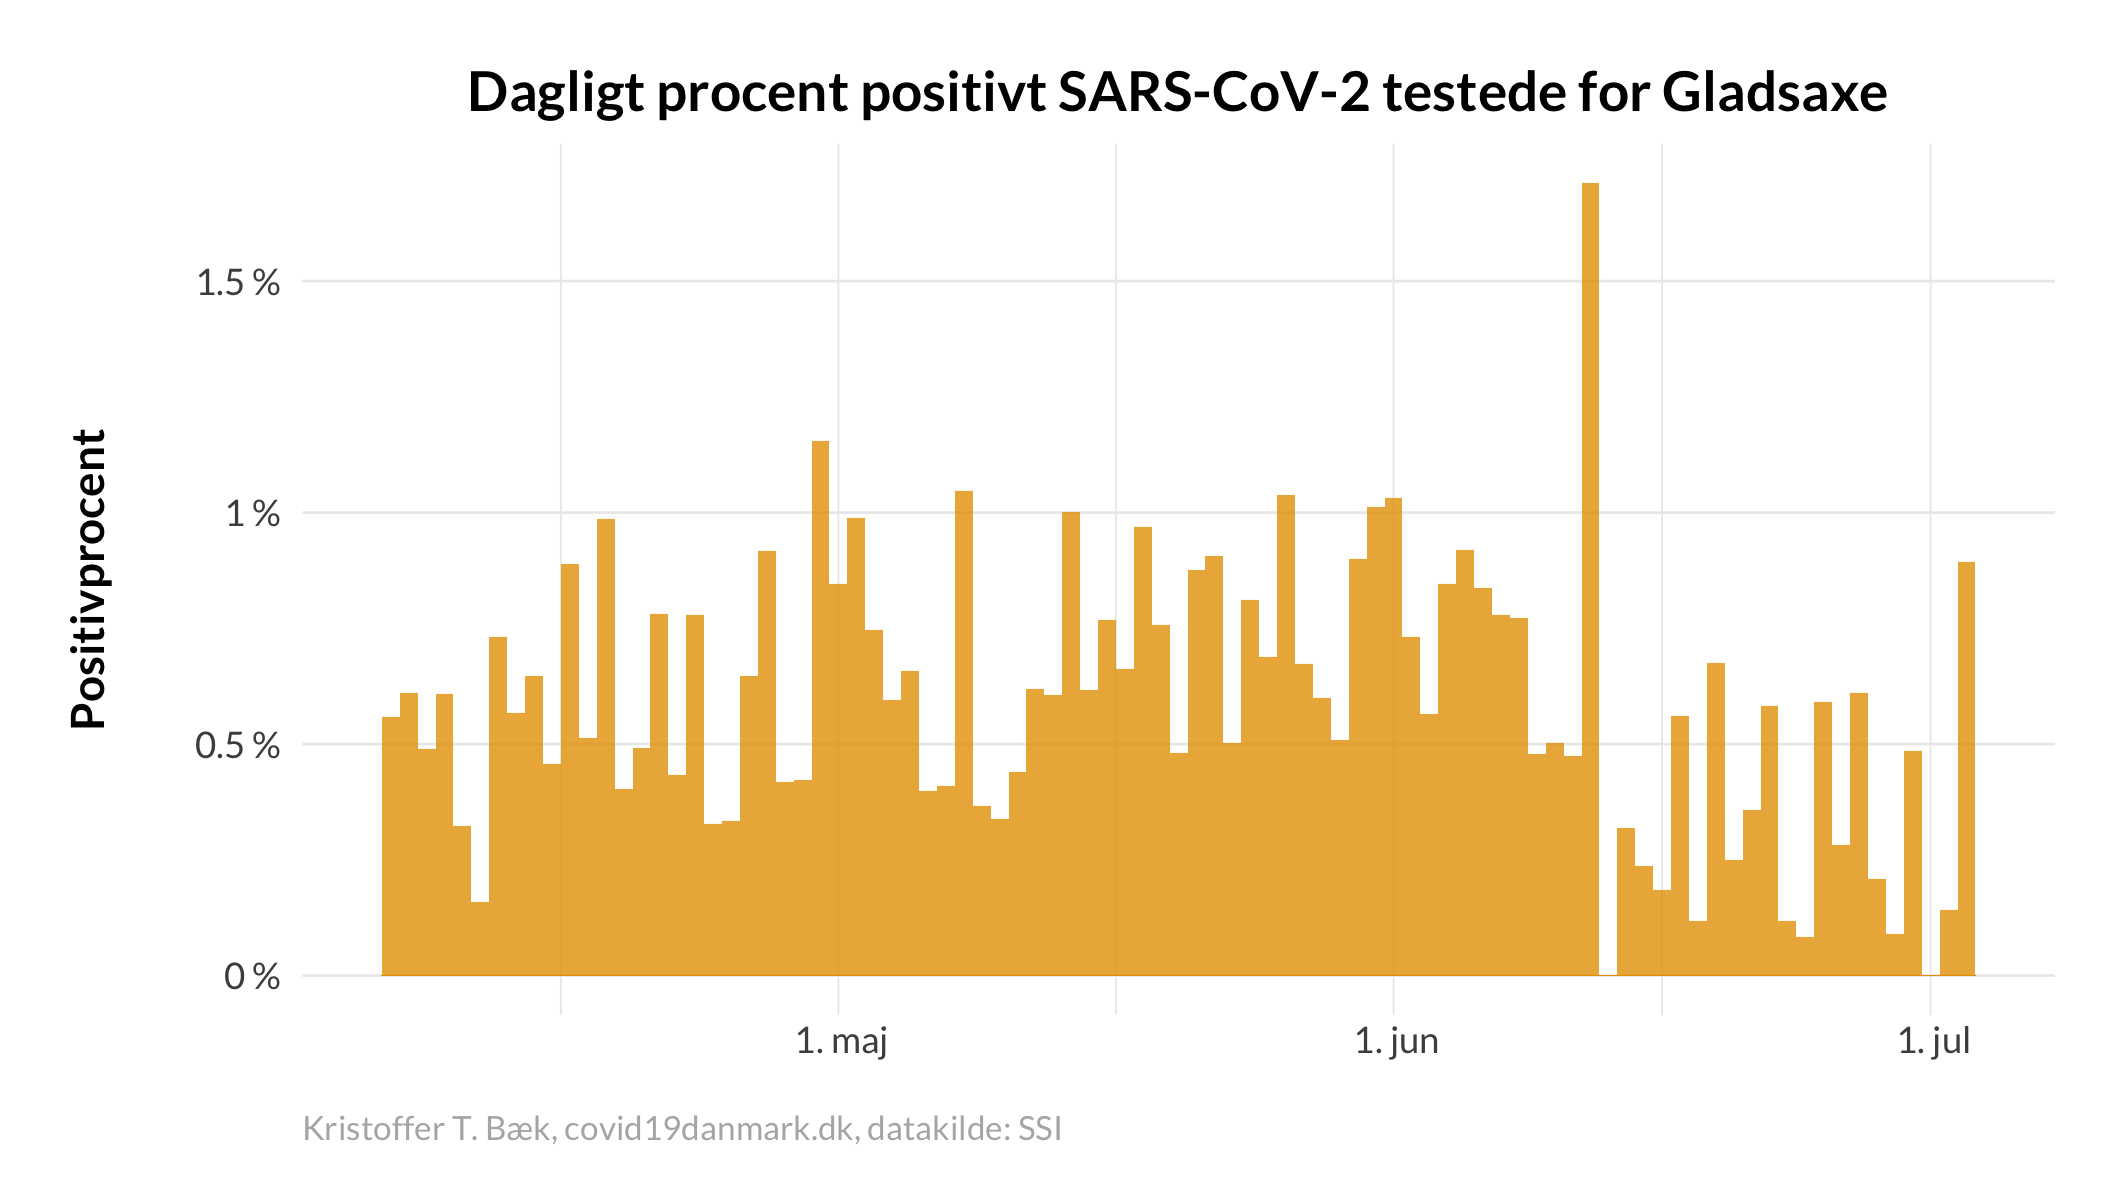 Dagligt procent positivt SARS-CoV-2 testede for Gladsaxe
Positivprocent
1.5 %
1 %
0.5 %
0 %
1. maj
1. jun
1. jul
Kristoffer T. Bæk, covid19danmark.dk, datakilde: SSI